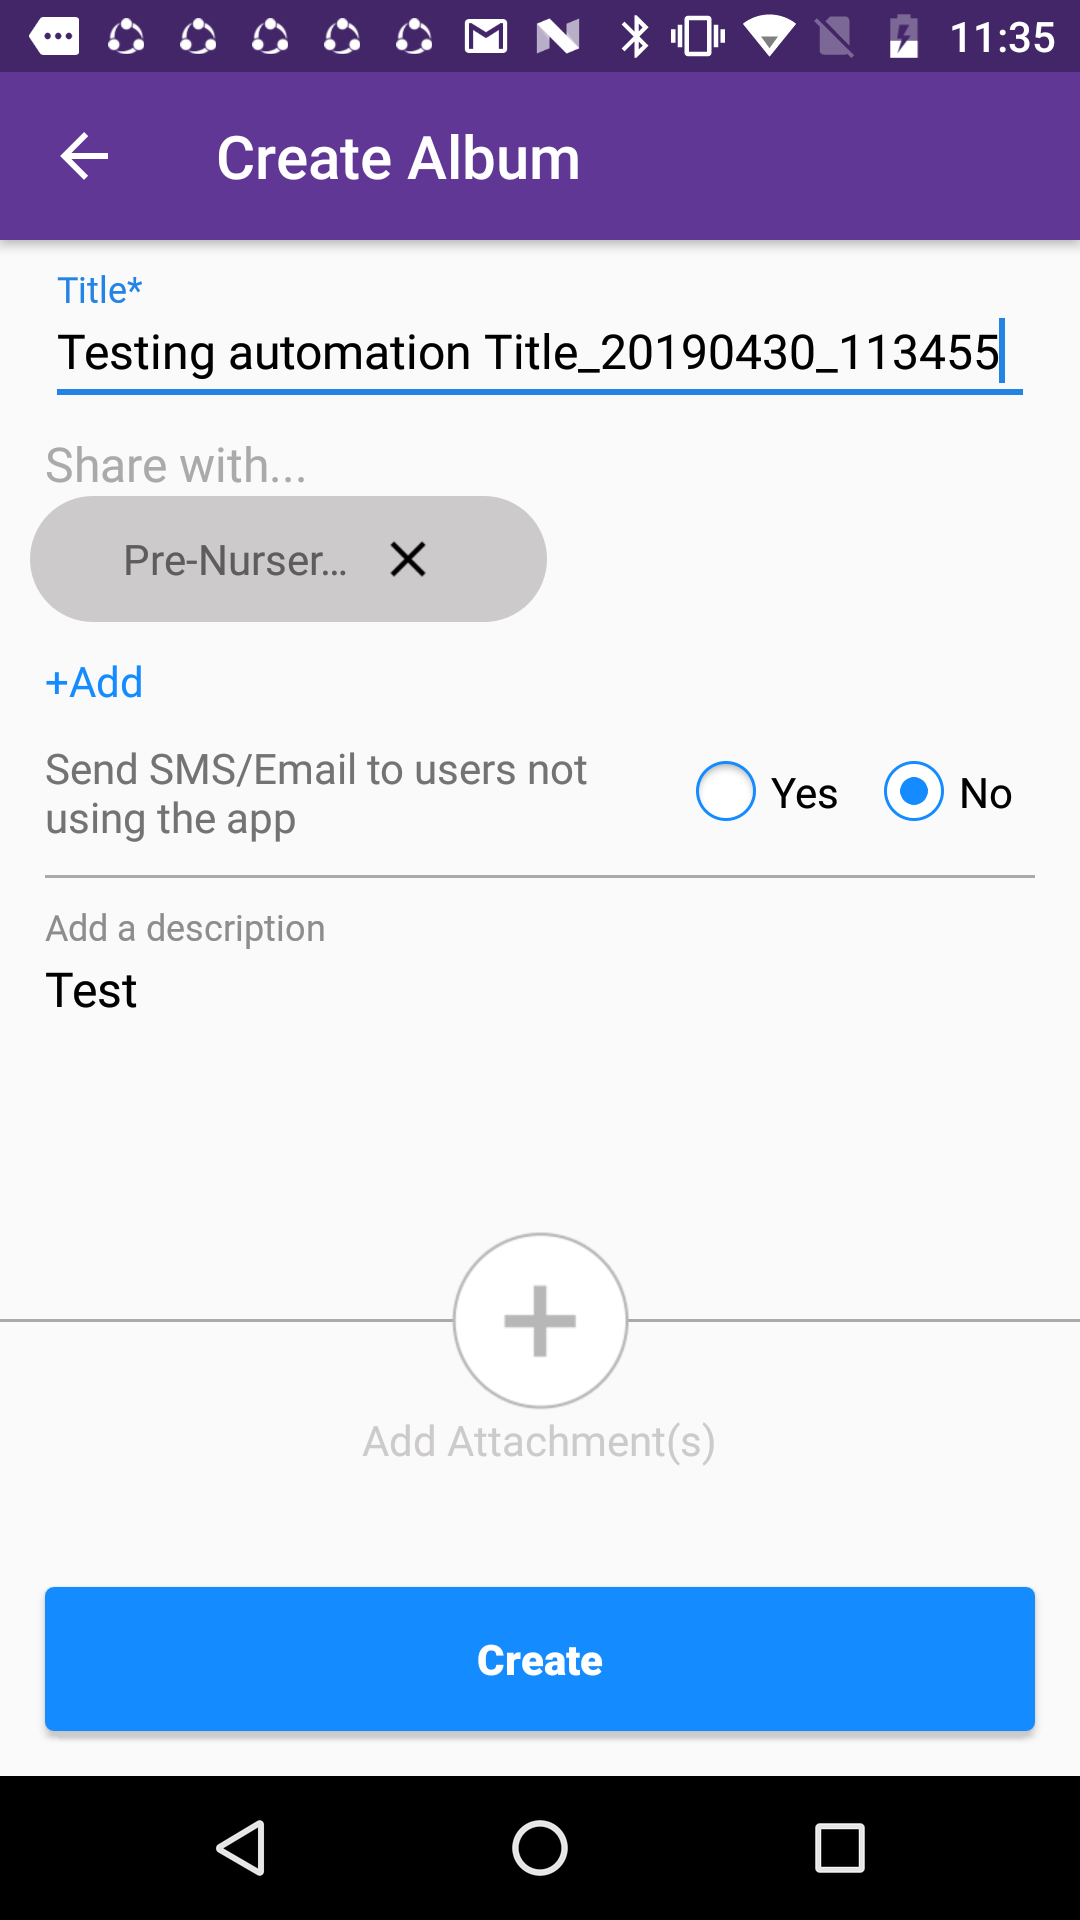 11:35
Create Album
Title*
Testing automation Title_20190430_113455
Share with...
Pre-Nurser...
+Add
Send SMS/Email to users not
using the app
Yes
No
Add a description
Test
Add Attachment(s)
Create